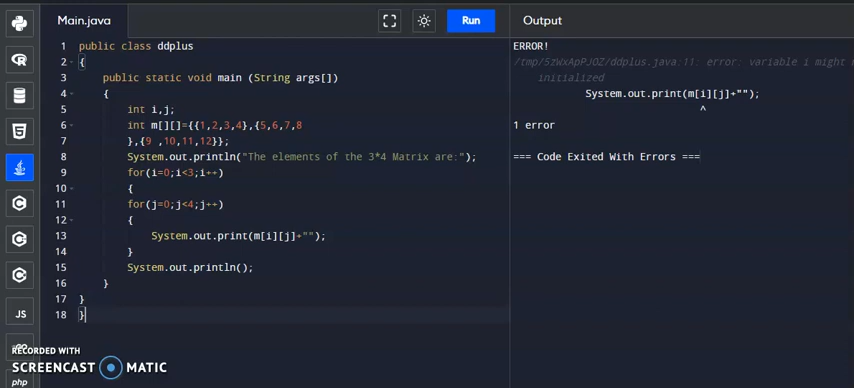 Main.java
Run
Output
1 public class ddplus
2 {
3 public static void main (String args[])
4 {
5 int i,j;
6 int m[][]={{1,2,3,4},{5,6,7,8
7 },{9 ,10,11,12}};
8 System.out.println("The elements of the 3*4 Matrix are:");
9 for(i=0;i<3;i++)
10 {
11 for(j=0;j<4;j++)
12 {
13 System.out.print(m[i][j]+"");
14 }
15 System.out.println();
16 }
17 }
18 }
ERROR!
/tmp/5zWxApPJOZ/ddplus.java:11: error: variable i might
initialized
System.out.print(m[i][j]+"");
^
1 error
=== Code Exited With Errors ===
JS
php
RECORDED WITH
SCREENCAST MATIC